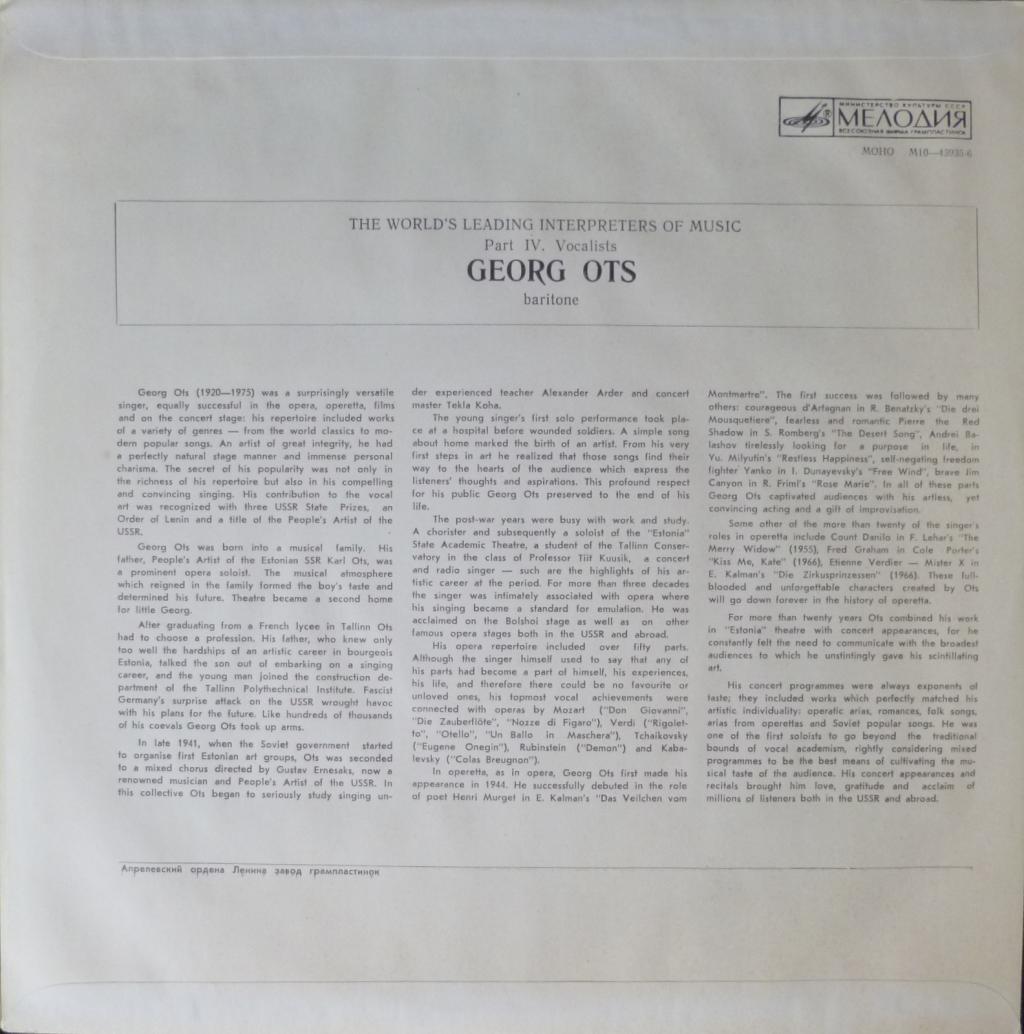 МИНИСТЕРСТВО КУЛЬТУРЫ СССР
МЕЛОДИЯ
ВСЕСОЮЗНАЯ ФИРМА ГРАМПЛАСТИНОК
МОНО М10—
THE WORLD'S LEADING INTERPRETERS OF MUSIC
Part IV. Vocalists
GEORG OTS
baritone
Georg Ots (1920—1975) was a surprisingly versatile
singer, equally successful in the opera, operetta, films
and on the concert stage: his repertoire included works
of a variety of genres — from the world classics to mo-
dern popular songs. An artist of great integrity, he had
a perfectly natural stage manner and immense personal
charisma. The secret of his popularity was not only in
the richness of his repertoire but also in his compelling
and convincing singing. His contribution to the vocal
art was recognized with three USSR State Prizes, an
Order of Lenin and a title of the People's Artist of the
USSR.
Georg Ots was born into a musical family. His
father, People's Artist of the Estonian SSR Karl Ots, was
a prominent opera soloist. The musical atmosphere
which reigned in the family formed the boy's taste and
determined his future. Theatre became a second home
for little Georg.
After graduating from a French lycee in Tallinn Ots
had to choose a profession. His father, who knew only
too well the hardships of an artistic career in bourgeois
Estonia, talked the son out of embarking on a singing
career, and the young man joined the construction de-
partment of the Tallinn Polythechnical Institute. Fascist
Germany's surprise attack on the USSR wrought havoc
with his plans for the future. Like hundreds of thousands
of his coevals Georg Ots took up arms.
In late 1941, when the Soviet government started
to organise first Estonian art groups, Ots was seconded
to a mixed chorus directed by Gustav Ernesaks, now a
renowned musician and People's Artist of the USSR. In
this collective Ots began to seriously study singing un-
der experienced teacher Alexander Arder and concert
master Tekla Koha.
The young singer's first solo performance took pla-
ce at a hospital before wounded soldiers. A simple song
about home marked the birth of an artist. From his very
first steps in art he realized that those songs find their
way to the hearts of the audience which express the
listeners' thoughts and aspirations. This profound respect
for his public Georg Ots preserved to the end of his
life.
The post-war years were busy with work and study.
A chorister and subsequently a soloist of the "Estonia"
State Academic Theatre, a student of the Tallinn Conser-
vatory in the class of Professor Tiit Kuusik, a concert
and radio singer — such are the highlights of his ar-
tistic career at the period. For more than three decades
the singer was intimately associated with opera where
his singing became a standard for emulation. He was
acclaimed on the Bolshoi stage as well as on other
famous opera stages both in the USSR and abroad.
His opera repertoire included over fifty parts.
Although the singer himself used to say that any of
his parts had become a part of himself, his experiences,
his life, and therefore there could be no favourite or
unloved ones, his topmost vocal achievements were
connected with operas by Mozart ("Don Giovanni",
"Die Zauberflöte", "Nozze di Figaro"), Verdi ("Rigolet-
to", "Otello", "Un Ballo in Maschera"), Tchaikovsky
("Eugene Onegin"), Rubinstein ("Demon") and Kaba-
levsky ("Colas Breugnon").
In operetta, as in opera, Georg Ots first made his
appearance in 1944. He successfully debuted in the role
of poet Henri Murget in E. Kalman's "Das Veilchen vom
Montmartre". The first success was followed by many
others: courageous d'Artagnan in R. Benatzky's "Die drei
Mousquetiere", fearless and romantic Pierre the Red
Shadow in S. Romberg's "The Desert Song", Andrei Ba-
lashov tirelessly looking for a purpose in life, in
Yu. Milyutin's "Restless Happiness", self-negating freedom
fighter Yanko in I. Dunayevsky's "Free Wind", brave Jim
Canyon in R. Friml's "Rose Marie". In all of these parts
Georg Ots captivated audiences with his artless, yet
convincing acting and a gift of improvisation.
Some other of the more than twenty of the singer's
roles in operetta include Count Danilo in F. Lehar's "The
Merry Widow" (1955), Fred Graham in Cole Porter's
"Kiss Me, Kate" (1966), Etienne Verdier — Mister X in
E. Kalman's "Die Zirkusprinzessen" (1966). These full-
blooded and unforgettable characters created by Ots
will go down forever in the history of operetta.
For more than twenty years Ots combined his work
in "Estonia" theatre with concert appearances, for he
constantly felt the need to communicate with the broadest
audiences to which he unstintingly gave his scintillating
art.
His concert programmes were always exponents of
taste; they included works which perfectly matched his
artistic individuality: operatic arias, romances, folk songs,
arias from operettas and Soviet popular songs. He was
one of the first soloists to go beyond the traditional
bounds of vocal academism, rightly considering mixed
programmes to be the best means of cultivating the mu-
sical taste of the audience. His concert appearances and
recitals brought him love, gratitude and acclaim of
millions of listeners both in the USSR and abroad.
Апрелевский ордена Ленина завод грампластинок